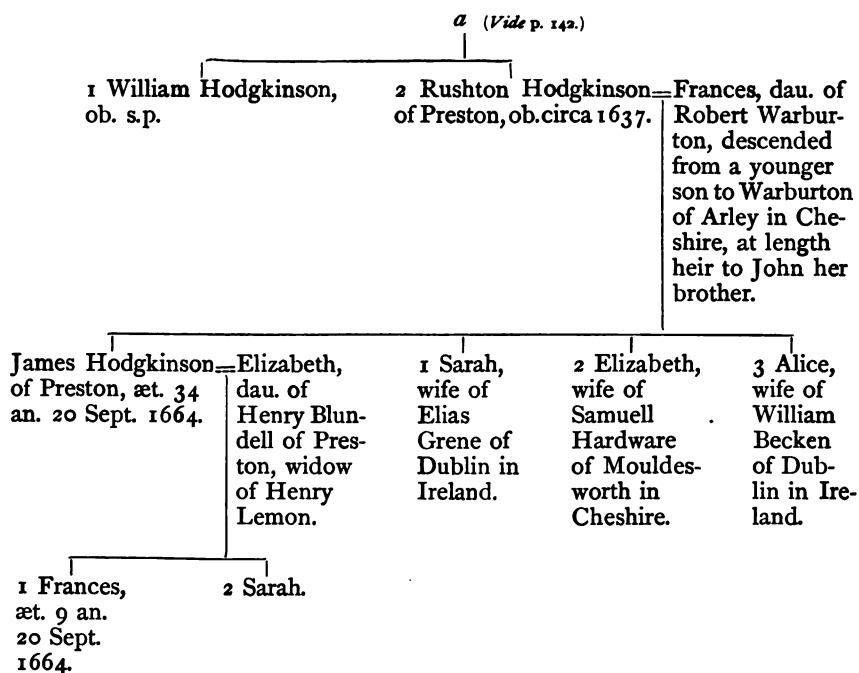 a (Vide p. 142.)
1 William Hodgkinson,
ob. s.p.
2 Rushton Hodgkinson=
of Preston, ob. circa 1637.
Frances, dau. of
Robert Warbur-
ton, descended
from a younger
son to Warburton
of Arley in Che-
shire, at length
heir to John her
brother.
James Hodgkinson=
of Preston, æt. 34
an. 20 Sept. 1664.
Elizabeth,
dau. of
Henry Blun-
dell of Pres-
ton, widow
of Henry
Lemon.
1 Sarah,
wife of
Elias
Grene of
Dublin in
Ireland.
2 Elizabeth,
wife of
Samuell
Hardware
of Mouldes-
worth in
Cheshire.
3 Alice,
wife of
William
Becken
of Dub-
lin in Ire-
land.
1 Frances,
æt. 9 an.
20 Sept.
1664.
2 Sarah.